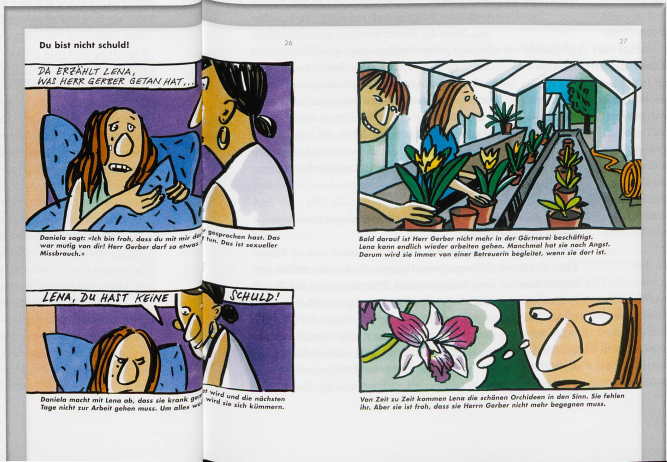 Du bist nicht schuld!
26
DA ERZÄHLT LENA,
WAS HERR GERBER GETAN HAT...
Daniela sagt: «Ich bin froh, dass du mit mir gesprochen hast. Das
war mutig von dir! Herr Gerber darf so etwas tun. Das ist sexueller
Missbrauch.»
LENA, DU HAST KEINE SCHULD!
Daniela macht mit Lena ab, dass sie krank wird und die nächsten
Tage nicht zur Arbeit gehen muss. Um alles wird sie sich kümmern.
27
Bald darauf ist Herr Gerber nicht mehr in der Gärtnerei beschäftigt.
Lena kann endlich wieder arbeiten gehen. Manchmal hat sie noch Angst.
Darum wird sie immer von einer Betreuerin begleitet, wenn sie dort ist.
Von Zeit zu Zeit kommen Lena die schönen Orchideen in den Sinn. Sie fehlen
ihr. Aber sie ist froh, dass sie Herrn Gerber nicht mehr begegnen muss.